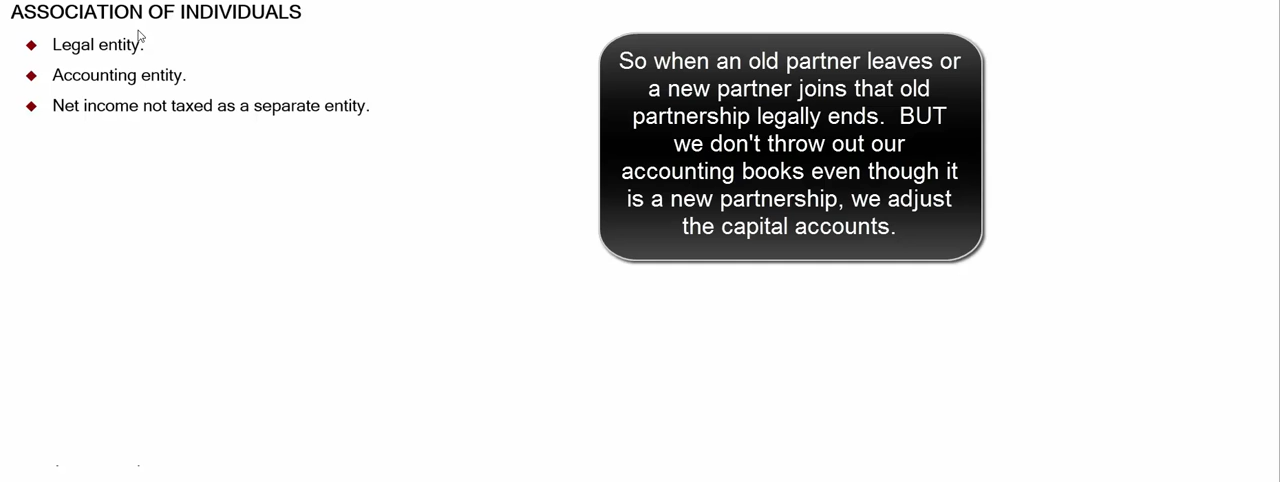 ASSOCIATION OF INDIVIDUALS
Legal entity.
Accounting entity.
Net income not taxed as a separate entity.
So when an old partner leaves or
a new partner joins that old
partnership legally ends.  BUT
we don't throw out our
accounting books even though it
is a new partnership, we adjust
the capital accounts.